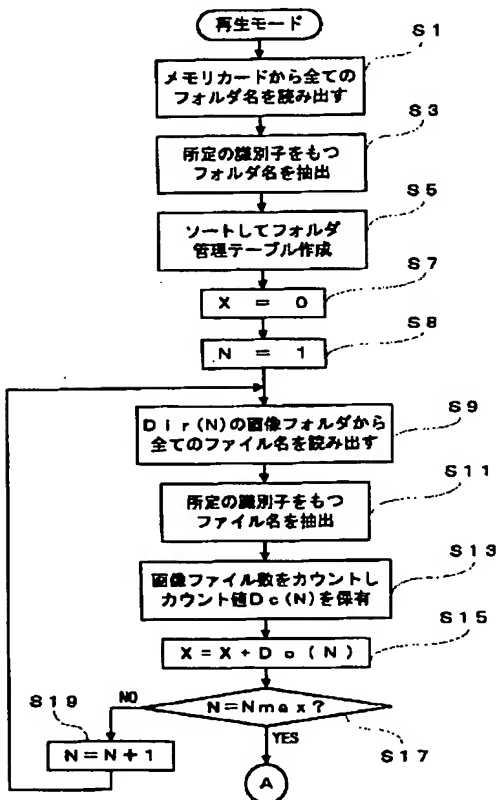 再生モード
S1
メモリカードから全ての
フォルダ名を読み出す
S3
所定の識別子をもつ
フォルダ名を抽出
S5
ソートしてフォルダ
管理テーブル作成
S7
X = 0
S8
N = 1
S9
Dir(N)の画像フォルダから
全てのファイル名を読み出す
S11
所定の識別子をもつ
ファイル名を抽出
S13
画像ファイル数をカウントし
カウント値Dc(N)を保有
S15
X=X+Dc(N)
S19
NO
N=Nmax?
YES
S17
N=N+1
A